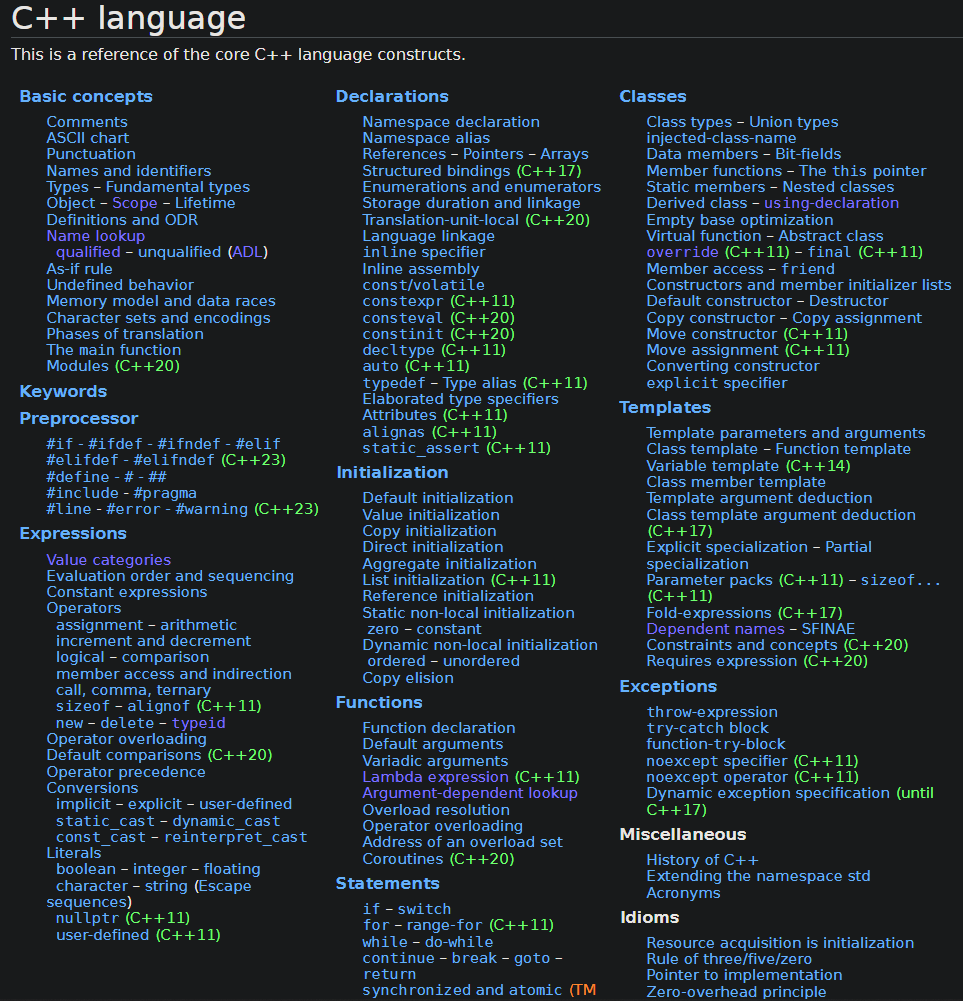 C++ language
This is a reference of the core C++ language constructs.
Basic concepts
Comments
ASCII chart
Punctuation
Names and identifiers
Types – Fundamental types
Object – Scope – Lifetime
Definitions and ODR
Name lookup
qualified – unqualified (ADL)
As-if rule
Undefined behavior
Memory model and data races
Character sets and encodings
Phases of translation
The main function
Modules (C++20)
Keywords
Preprocessor
#if - #ifdef - #ifndef - #elif
#elifdef - #elifndef (C++23)
#define - # - ##
#include - #pragma
#line - #error - #warning (C++23)
Expressions
Value categories
Evaluation order and sequencing
Constant expressions
Operators
assignment – arithmetic
increment and decrement
logical – comparison
member access and indirection
call, comma, ternary
sizeof – alignof (C++11)
new – delete – typeid
Operator overloading
Default comparisons (C++20)
Operator precedence
Conversions
implicit – explicit – user-defined
static_cast – dynamic_cast
const_cast – reinterpret_cast
Literals
boolean – integer – floating
character – string (Escape
sequences)
nullptr (C++11)
user-defined (C++11)
Declarations
Namespace declaration
Namespace alias
References – Pointers – Arrays
Structured bindings (C++17)
Enumerations and enumerators
Storage duration and linkage
Translation-unit-local (C++20)
Language linkage
inline specifier
Inline assembly
const/volatile
constexpr (C++11)
consteval (C++20)
constinit (C++20)
decltype (C++11)
auto (C++11)
typedef – Type alias (C++11)
Elaborated type specifiers
Attributes (C++11)
alignas (C++11)
static_assert (C++11)
Initialization
Default initialization
Value initialization
Copy initialization
Direct initialization
Aggregate initialization
List initialization (C++11)
Reference initialization
Static non-local initialization
zero – constant
Dynamic non-local initialization
ordered – unordered
Copy elision
Functions
Function declaration
Default arguments
Variadic arguments
Lambda expression (C++11)
Argument-dependent lookup
Overload resolution
Operator overloading
Address of an overload set
Coroutines (C++20)
Statements
if – switch
for – range-for (C++11)
while – do-while
continue – break – goto –
return
synchronized and atomic (TM
Classes
Class types – Union types
injected-class-name
Data members – Bit-fields
Member functions – The this pointer
Static members – Nested classes
Derived class – using-declaration
Empty base optimization
Virtual function – Abstract class
override (C++11) – final (C++11)
Member access – friend
Constructors and member initializer lists
Default constructor – Destructor
Copy constructor – Copy assignment
Move constructor (C++11)
Move assignment (C++11)
Converting constructor
explicit specifier
Templates
Template parameters and arguments
Class template – Function template
Variable template (C++14)
Class member template
Template argument deduction
Class template argument deduction
(C++17)
Explicit specialization – Partial
specialization
Parameter packs (C++11) – sizeof...
(C++11)
Fold-expressions (C++17)
Dependent names – SFINAE
Constraints and concepts (C++20)
Requires expression (C++20)
Exceptions
throw-expression
try-catch block
function-try-block
noexcept specifier (C++11)
noexcept operator (C++11)
Dynamic exception specification (until
C++17)
Miscellaneous
History of C++
Extending the namespace std
Acronyms
Idioms
Resource acquisition is initialization
Rule of three/five/zero
Pointer to implementation
Zero-overhead principle